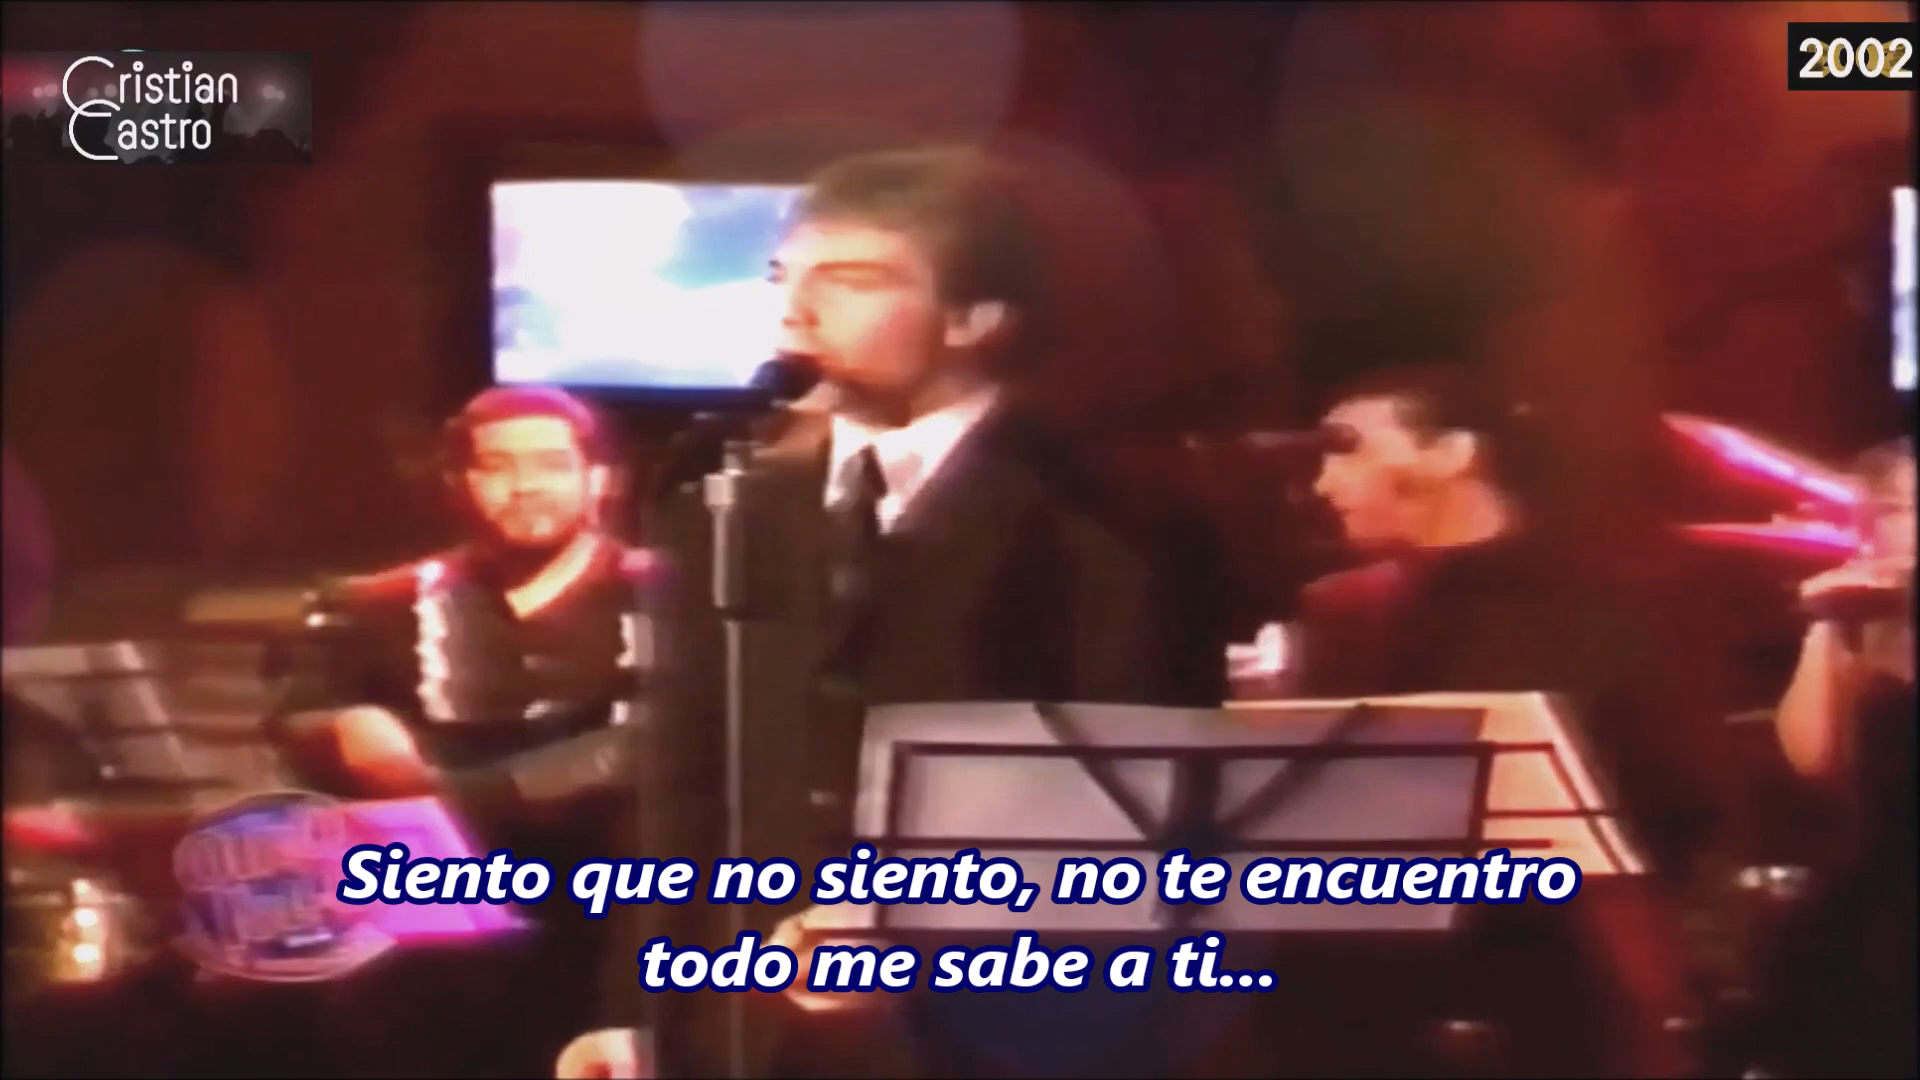 Cristian
Castro
2002
Siento que no siento, no te encuentro
todo me sabe a ti...